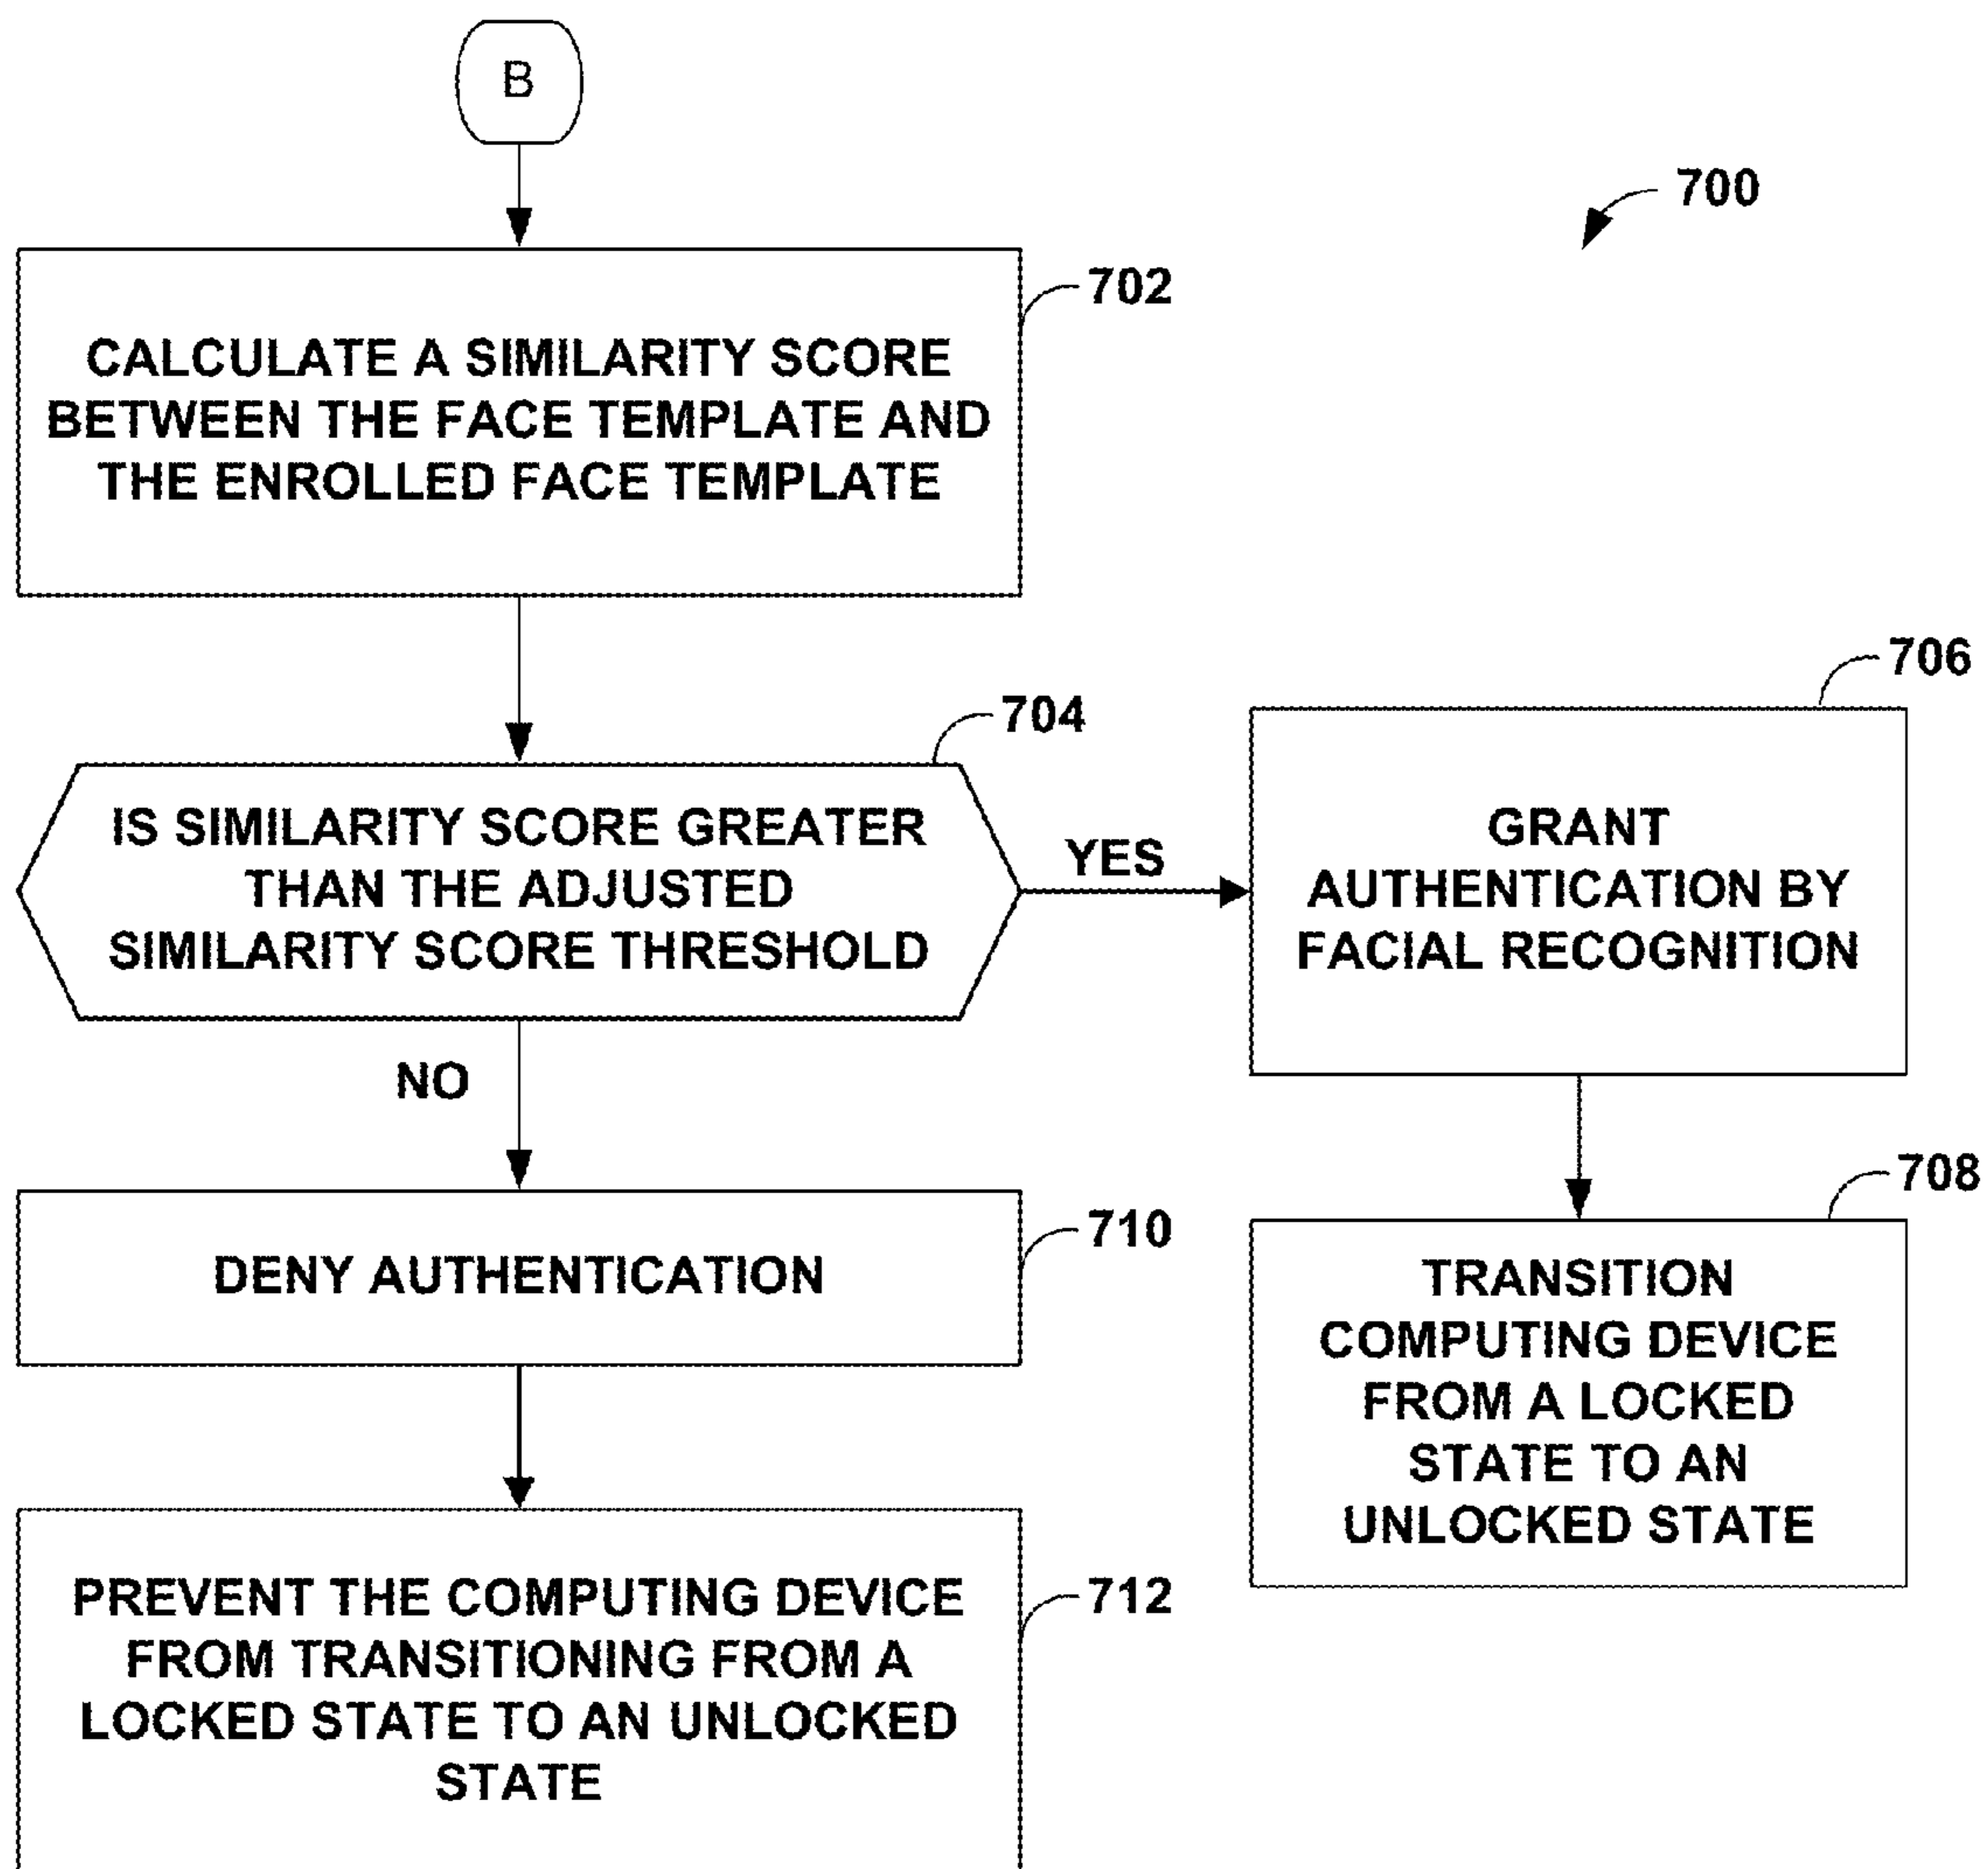 B
700
702
CALCULATE A SIMILARITY SCORE
BETWEEN THE FACE TEMPLATE AND
THE ENROLLED FACE TEMPLATE
704
IS SIMILARITY SCORE GREATER
THAN THE ADJUSTED
SIMILARITY SCORE THRESHOLD
YES
706
GRANT
AUTHENTICATION BY
FACIAL RECOGNITION
NO
708
TRANSITION
COMPUTING DEVICE
FROM A LOCKED
STATE TO AN
UNLOCKED STATE
710
DENY AUTHENTICATION
712
PREVENT THE COMPUTING DEVICE
FROM TRANSITIONING FROM A
LOCKED STATE TO AN UNLOCKED
STATE